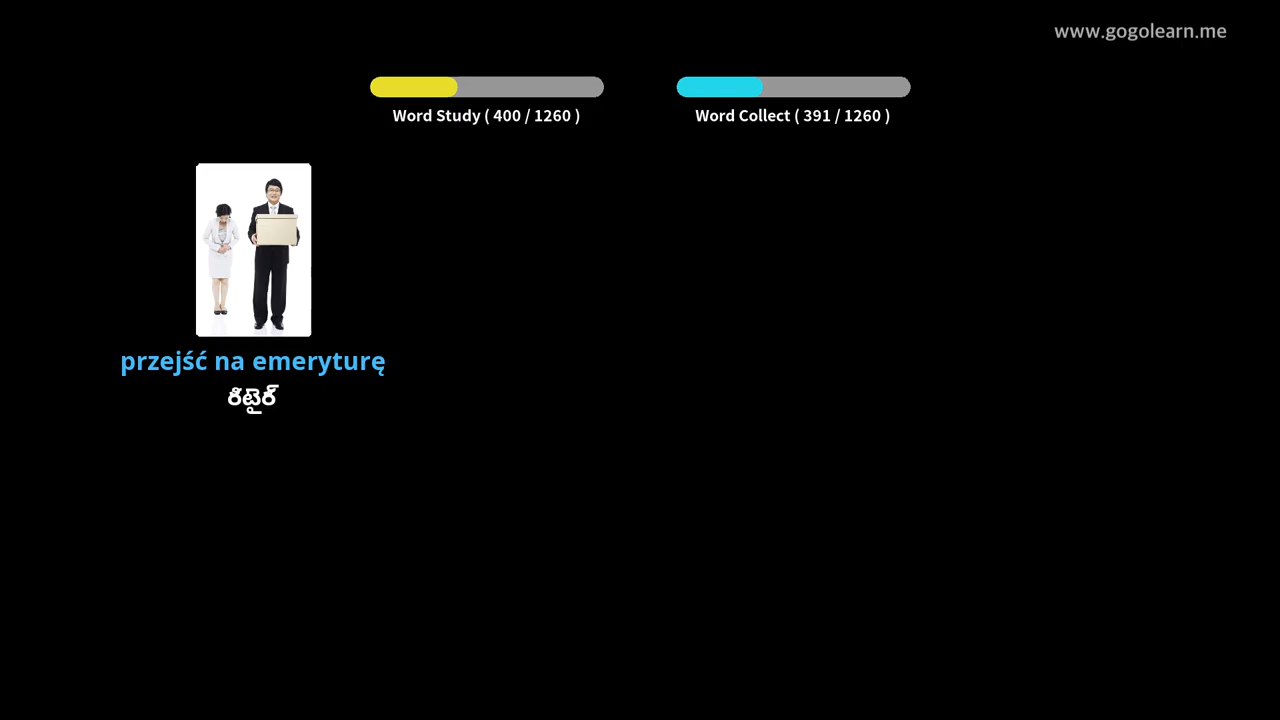 www.gogolearn.me
Word Study ( 400 / 1260 )
Word Collect ( 391 / 1260 )
przejść na emeryturę
రిటైర్